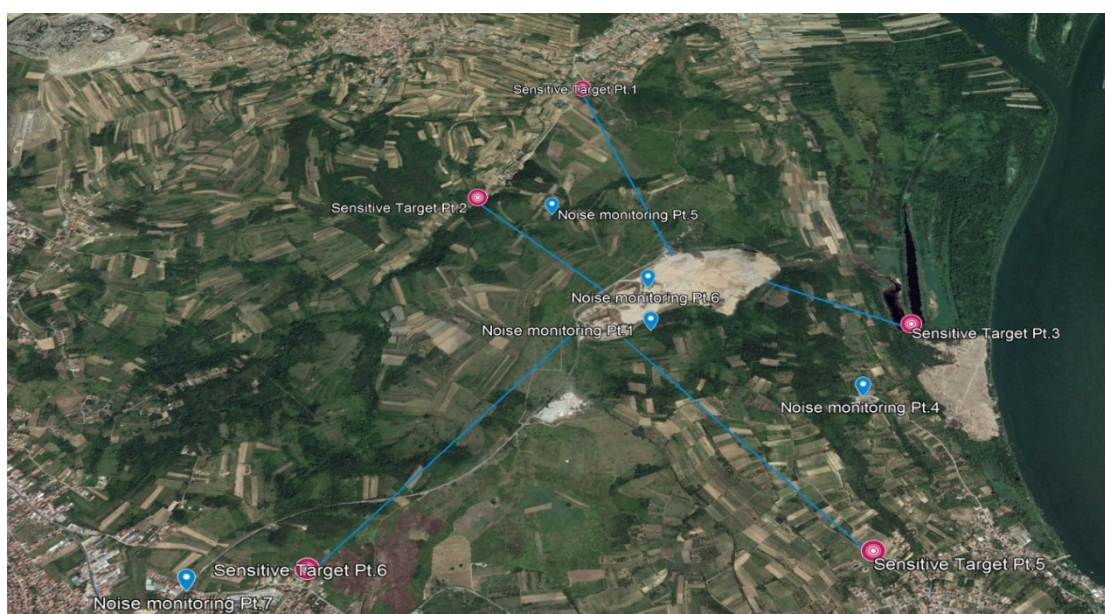 Sensitive Target Pt.1
Sensitive Target Pt.2
Noise monitoring Pt.5
Noise monitoring Pt.6
Noise monitoring Pt.1
Sensitive Target Pt.3
Noise monitoring Pt.4
Sensitive Target Pt.5
Sensitive Target Pt.6
Noise monitoring Pt.7